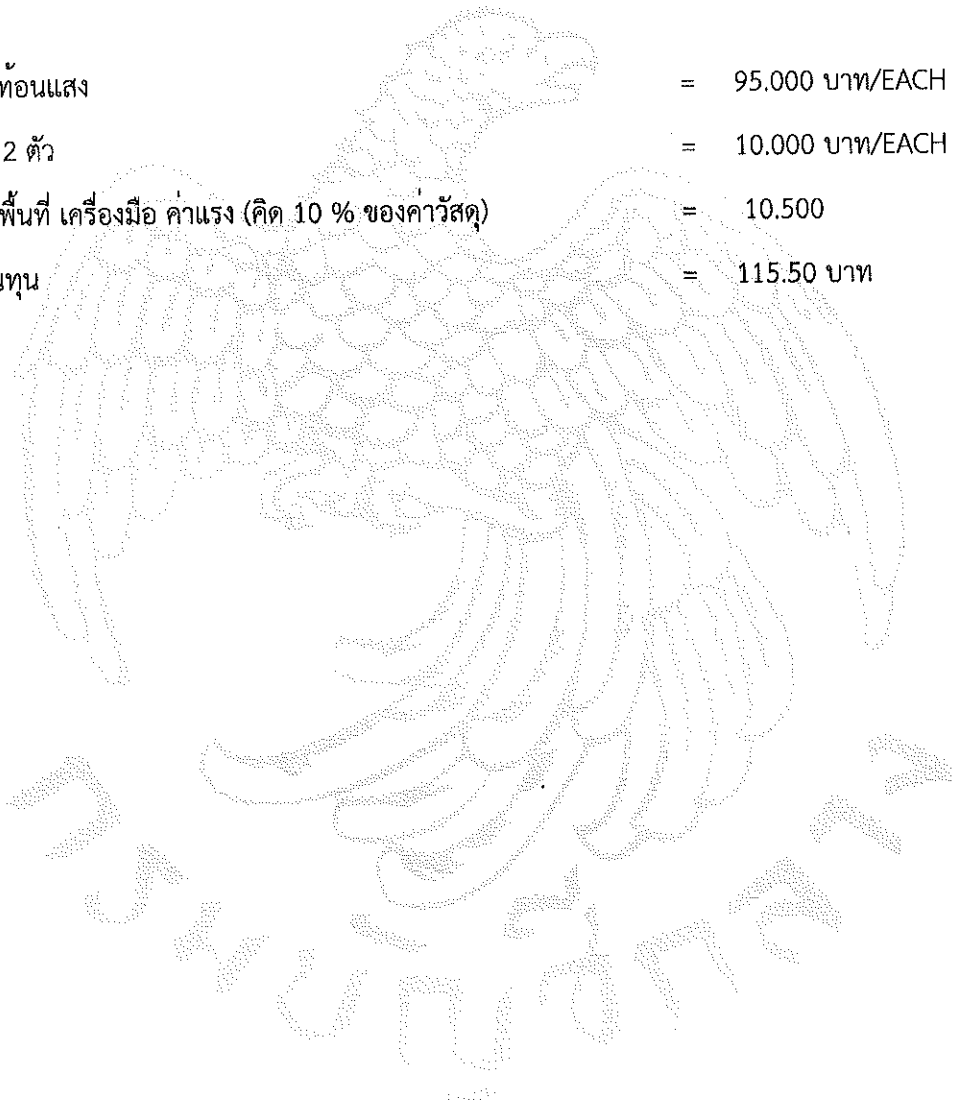 ท้อนแสง = 95.000 บาท/EACH
2 ตัว = 10.000 บาท/EACH
พื้นที่ เครื่องมือ ค่าแรง (คิด 10 % ของค่าวัสดุ) = 10.500
นทุน = 115.50 บาท